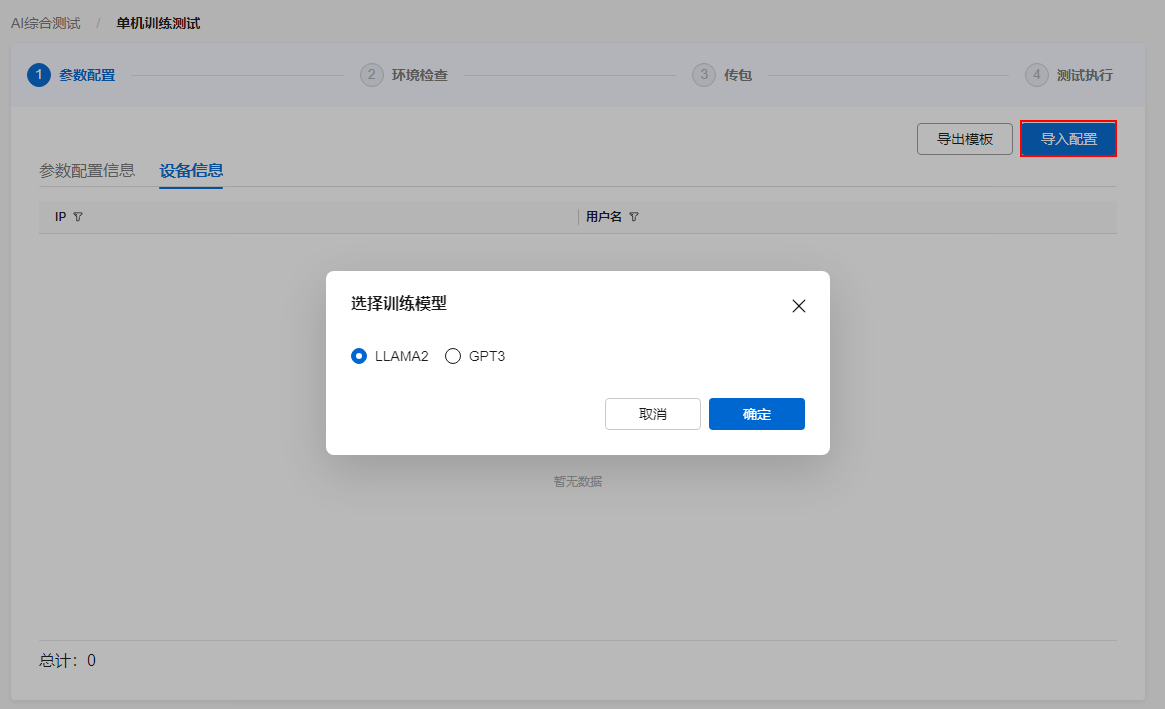 AI综合测试 / 单机训练测试
1 参数配置 2 环境检查 3 传包 4 测试执行
导出模板 导入配置
参数配置信息 设备信息
IP 用户名
选择训练模型
LLAMA2 GPT3
取消 确定
暂无数据
总计：0